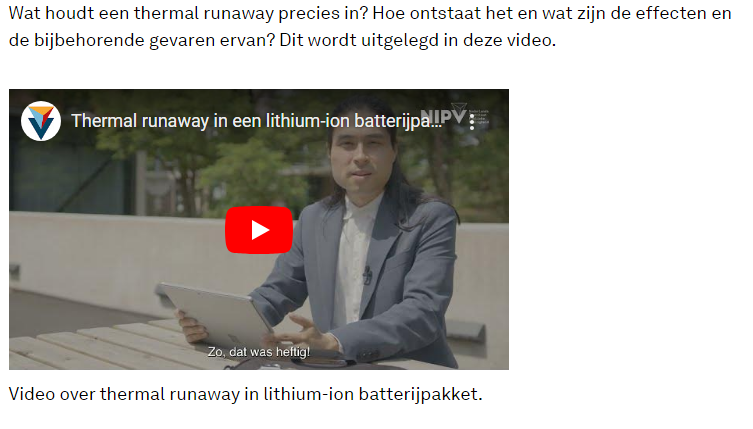 Wat houdt een thermal runaway precies in? Hoe ontstaat het en wat zijn de effecten en
de bijbehorende gevaren ervan? Dit wordt uitgelegd in deze video.
Thermal runaway in een lithium-ion batterijpa...
NIPV
Zo, dat was heftig!
Video over thermal runaway in lithium-ion batterijpakket.